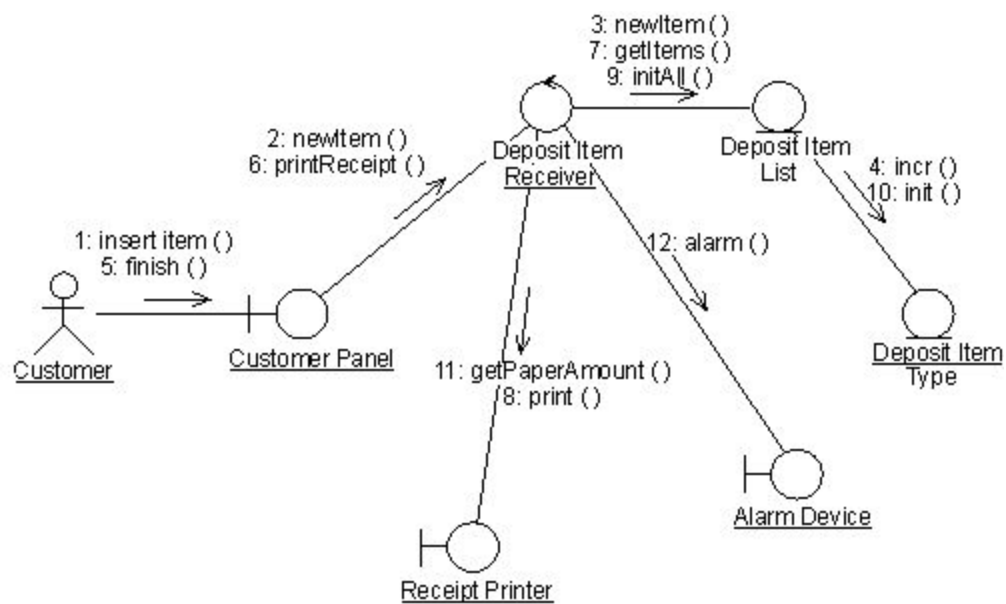 3: newItem ( )
7: getItems ( )
9: initAll ( )
2: newItem ( )
6: printReceipt ( )
Deposit Item
Receiver
Deposit Item
List
4: incr ( )
10: init ( )
1: insert item ( )
5: finish ( )
12: alarm ( )
Customer
Customer Panel
Deposit Item
Type
11: getPaperAmount ( )
8: print ( )
Alarm Device
Receipt Printer